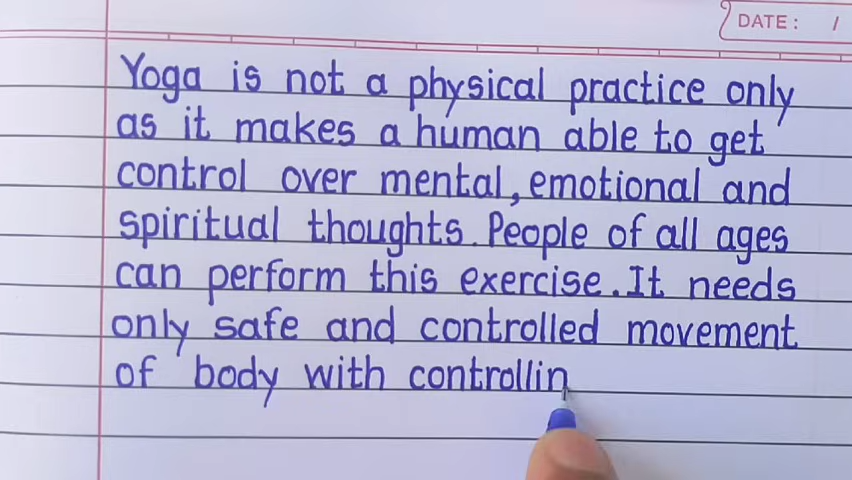 DATE: /
Yoga is not a physical practice only
as it makes a human able to get
control over mental, emotional and
spiritual thoughts. People of all ages
can perform this exercise. It needs
only safe and controlled movement
of body with controllin